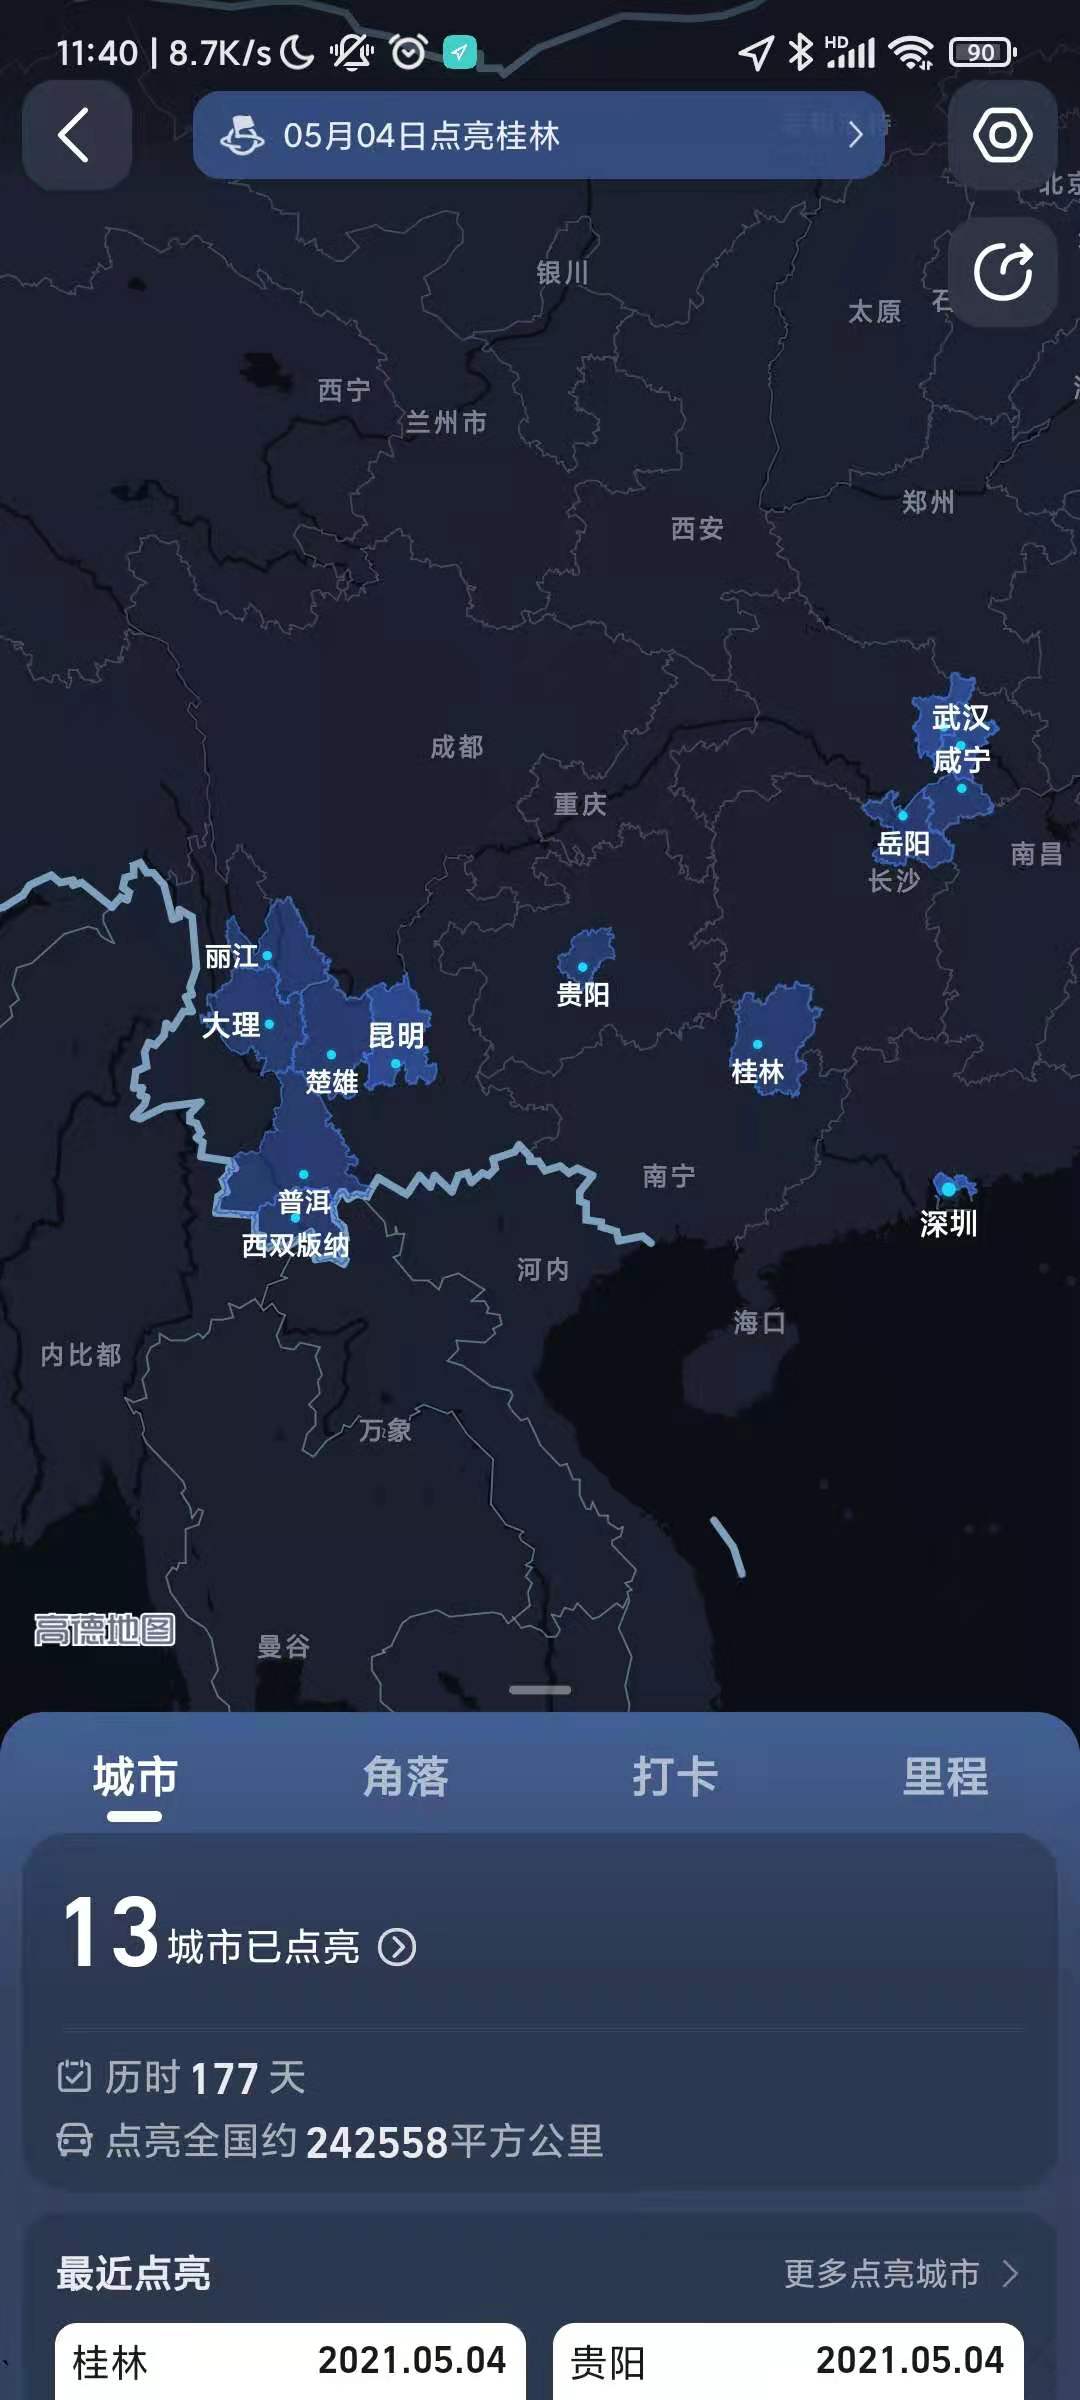 11:40 | 8.7K/s
HD
90
05月04日点亮桂林
北京
银川
太原
石
西宁
兰州市
郑州
西安
武汉
成都
咸宁
重庆
岳阳
南昌
长沙
丽江
贵阳
大理
昆明
桂林
楚雄
南宁
普洱
深圳
西双版纳
河内
海口
内比都
万象
高德地图
曼谷
城市
角落
打卡
里程
13城市已点亮
历时 177 天
点亮全国约 242558平方公里
最近点亮
更多点亮城市
桂林 2021.05.04
贵阳 2021.05.04